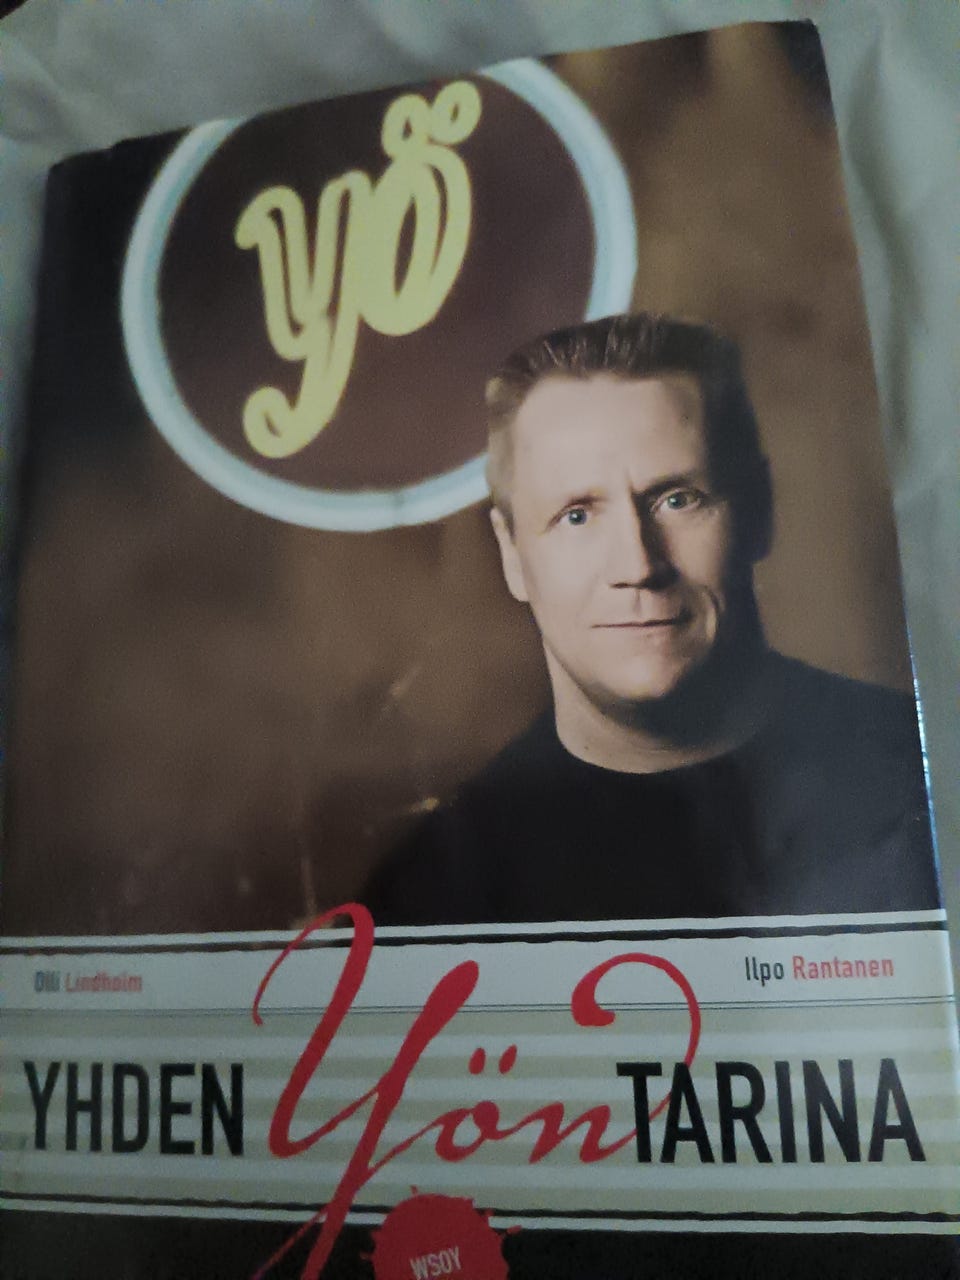 yö
Olli Lindholm
Ilpo Rantanen
YHDEN Yön TARINA
WSOY